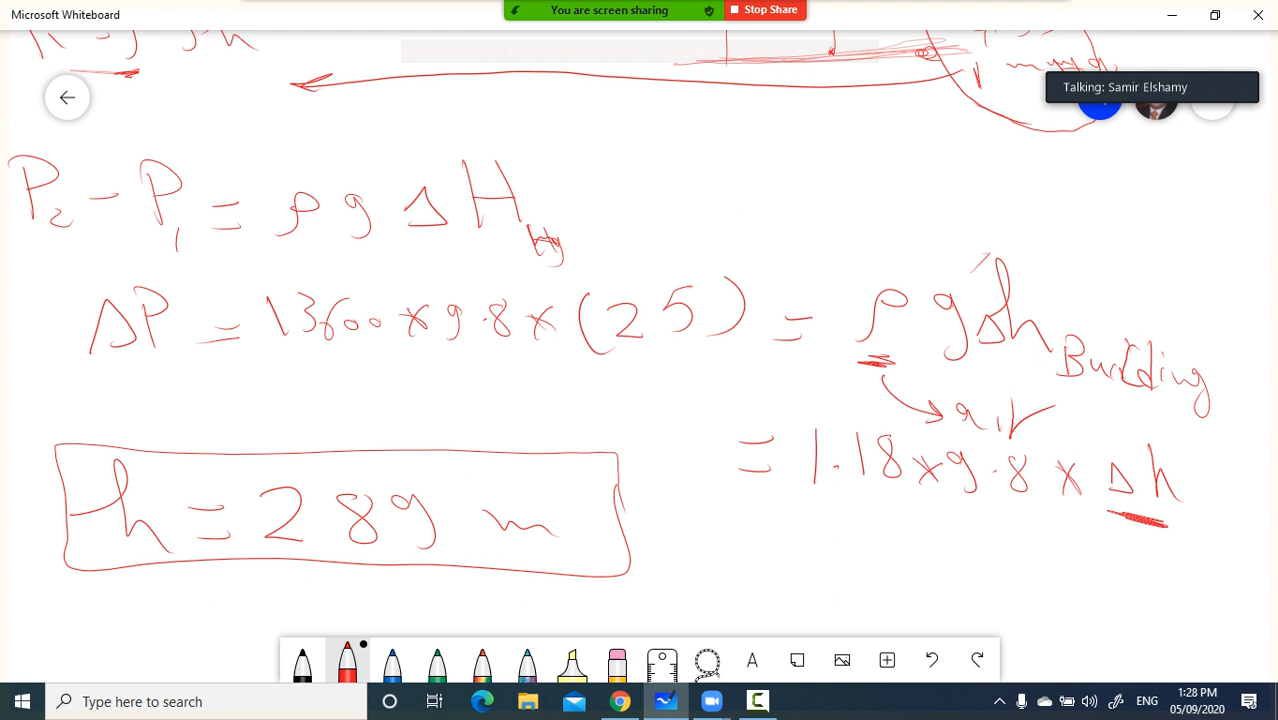 Microsoft Whiteboard
You are screen sharing
Stop Share
Talking: Samir Elshamy
P₂ - P₁ = ρ g Δ H Hg
ΔP = 13600 × 9.8 × (25) = ρ g Δh Building
air
= 1.18 × 9.8 × Δh
h = 289 m
A
Type here to search
ENG
1:28 PM
05/09/2020